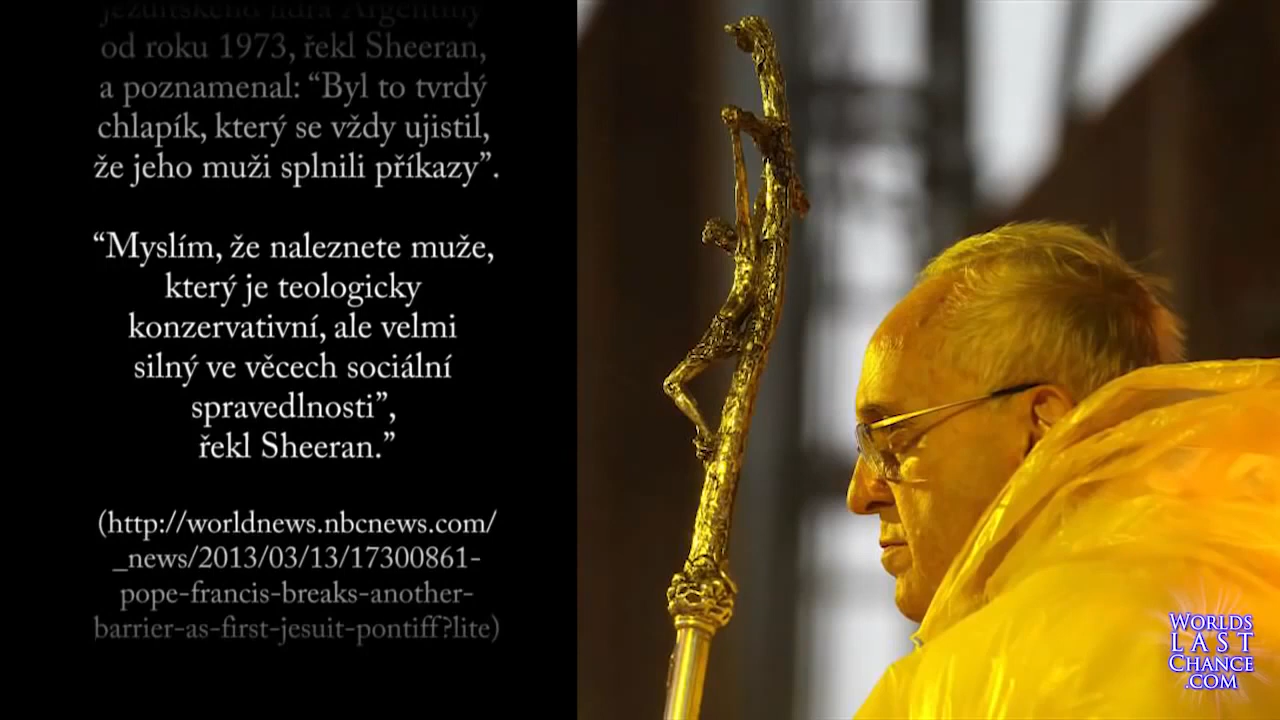 jezuitského lídra Argentiny
od roku 1973, řekl Sheeran,
a poznamenal: “Byl to tvrdý
chlapík, který se vždy ujistil,
že jeho muži splnili příkazy”.
“Myslím, že naleznete muže,
který je teologicky
konzervativní, ale velmi
silný ve věcech sociální
spravedlnosti”,
řekl Sheeran.”
(http://worldnews.nbcnews.com/
_news/2013/03/13/17300861-
pope-francis-breaks-another-
barrier-as-first-jesuit-pontiff?lite)
WORLDS
LAST
CHANCE
.COM